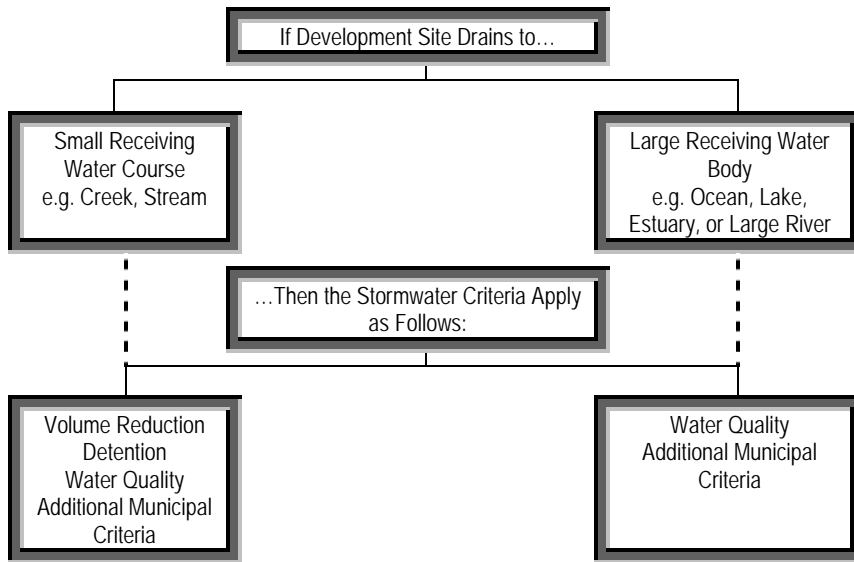 If Development Site Drains to…
Small Receiving
Water Course
e.g. Creek, Stream
Large Receiving Water
Body
e.g. Ocean, Lake,
Estuary, or Large River
…Then the Stormwater Criteria Apply
as Follows:
Volume Reduction
Detention
Water Quality
Additional Municipal
Criteria
Water Quality
Additional Municipal
Criteria